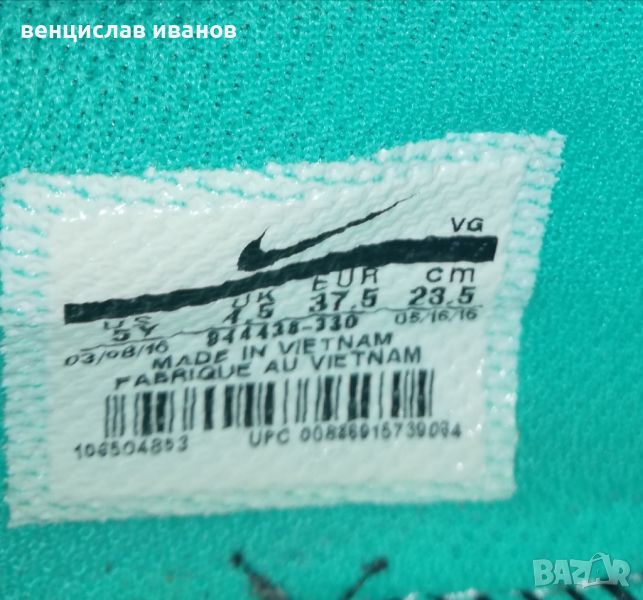 венцислав иванов
VG
US UK EUR cm
5Y 4.5 37.5 23.5
03/08/16 844438-330 05/16/16
MADE IN VIETNAM
FABRIQUE AU VIETNAM
UPC
BAZAR